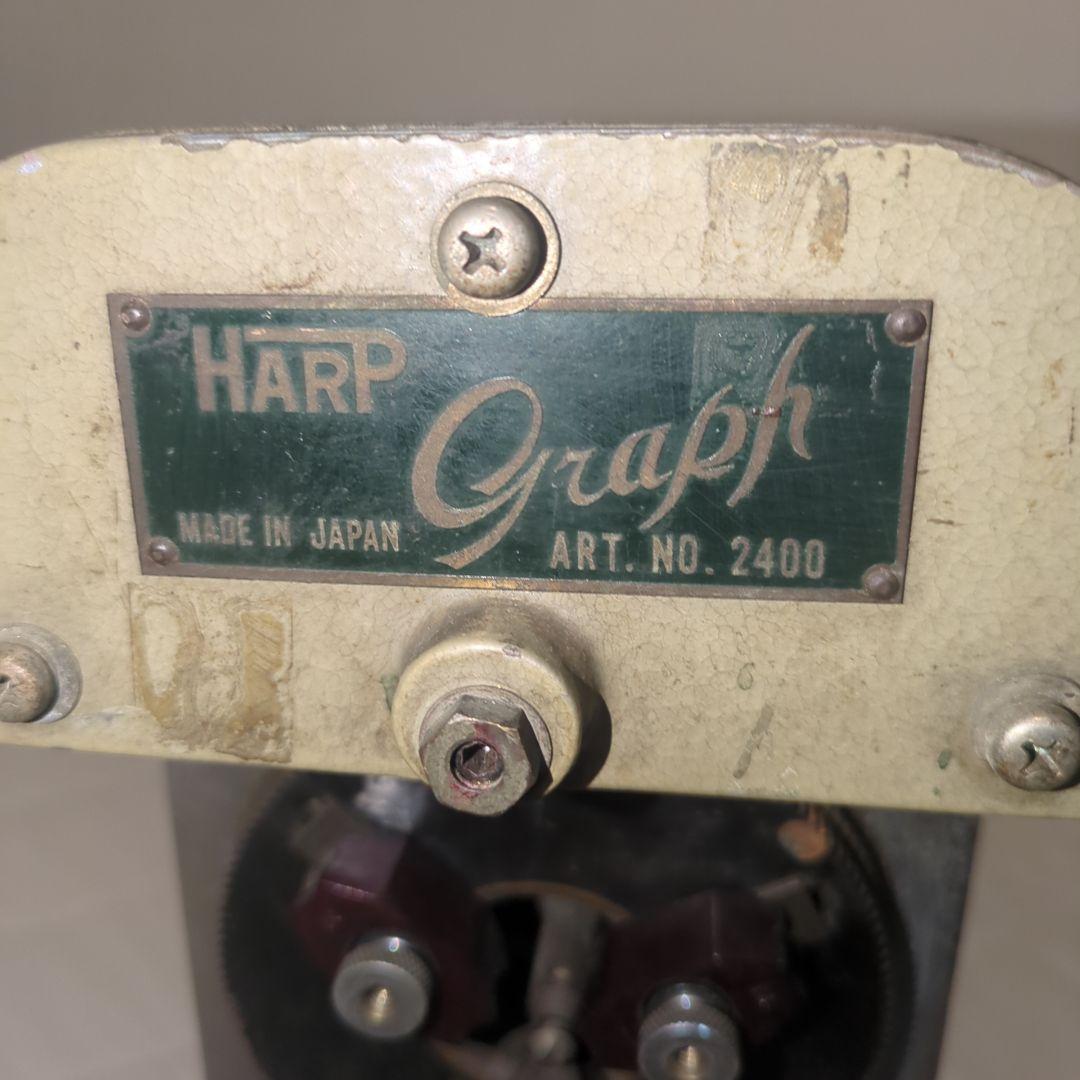 HARP
Graph
MADE IN JAPAN
ART. NO. 2400